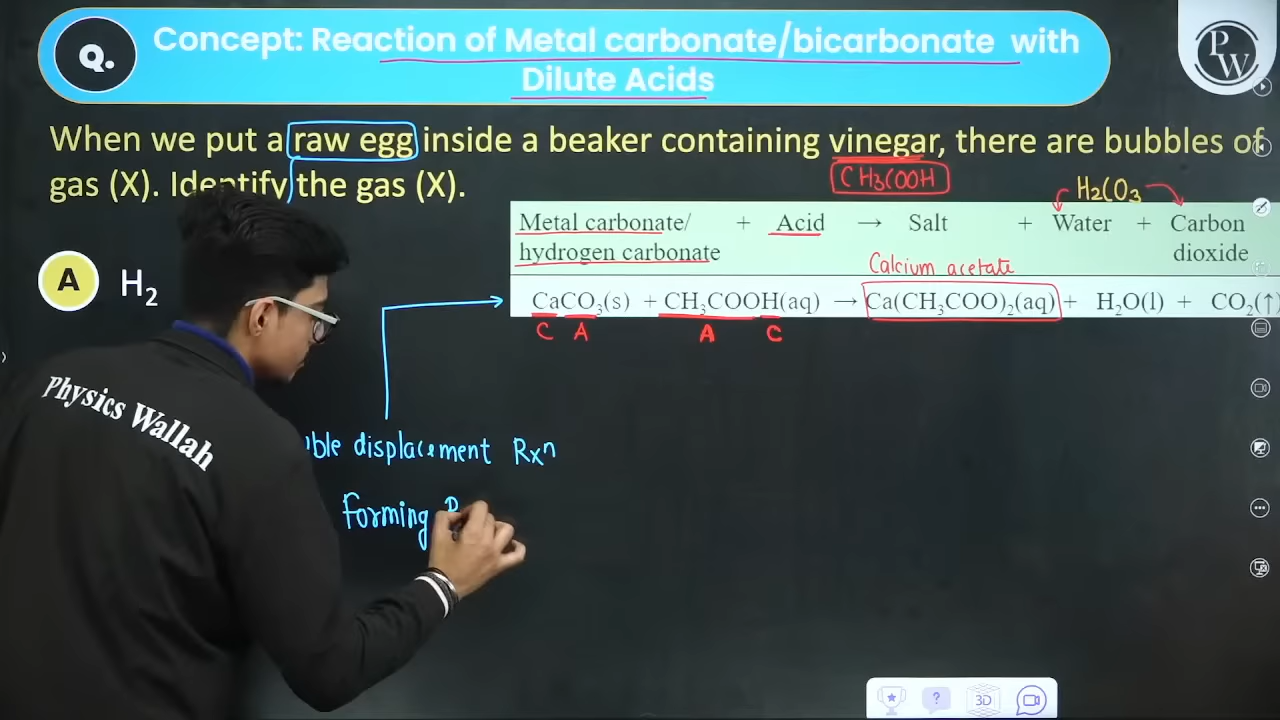 Q.
Concept: Reaction of Metal carbonate/bicarbonate with
Dilute Acids
PW
When we put a raw egg inside a beaker containing vinegar, there are bubbles of
gas (X). Identify the gas (X).
CH3COOH
H2CO3
Metal carbonate/ + Acid → Salt + Water + Carbon
hydrogen carbonate dioxide
Calcium acetate
CaCO₃(s) + CH₃COOH(aq) → Ca(CH₃COO)₂(aq) + H₂O(l) + CO₂(↑)
C A A C
A H₂
displacement Rxn
Forming
Physics Wallah
? 3D